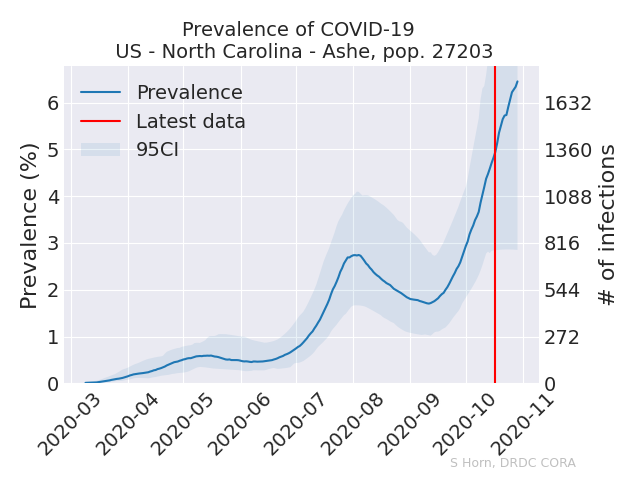 Prevalence of COVID-19
US - North Carolina - Ashe, pop. 27203
Prevalence
Latest data
95CI
Prevalence (%)
6
5
4
3
2
1
0
1632
1360
1088
816
544
272
0
# of infections
2020-03
2020-04
2020-05
2020-06
2020-07
2020-08
2020-09
2020-10
2020-11
S Horn, DRDC CORA